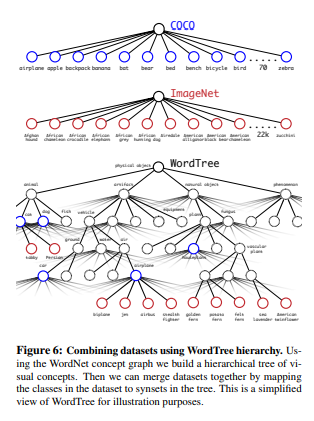 COCO
airplane apple backpack banana bat bear bed bench bicycle bird 70 zebra
ImageNet
Afghan hound
African chameleon
African crocodile
African elephant
African grey
African hunting dog
Airedale
American alligator
American black bear
American chameleon
22k
zucchini
WordTree
physical object
animal artifact natural object phenomenon
cat dog fish vehicle equipment plant fungus
ground water air
vascular plant
tabby Persian car airplane houseplant
biplane jet airbus stealth fighter golden fern potato fern felt fern sea lavender American twinflower
Figure 6: Combining datasets using WordTree hierarchy. Us-
ing the WordNet concept graph we build a hierarchical tree of vi-
sual concepts. Then we can merge datasets together by mapping
the classes in the dataset to synsets in the tree. This is a simplified
view of WordTree for illustration purposes.